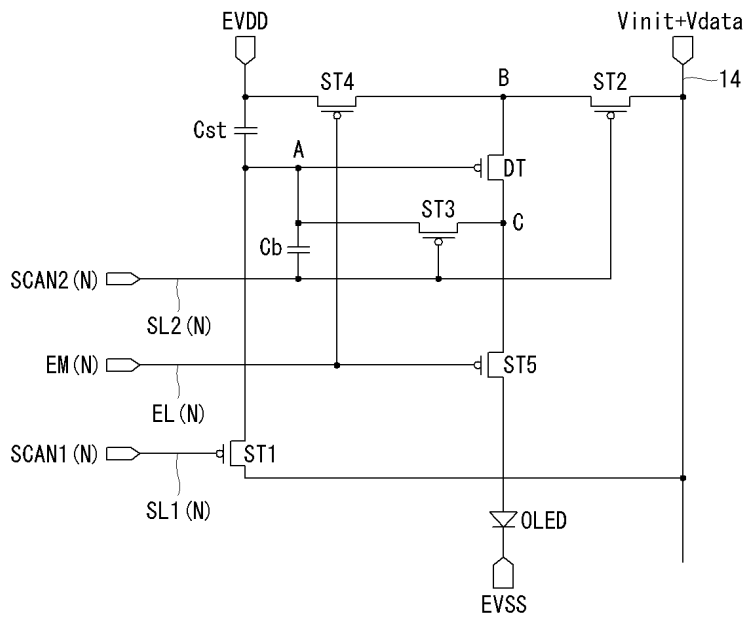 EVDD
Vinit+Vdata
ST4
B
ST2
14
Cst
A
DT
ST3
C
Cb
SCAN2(N)
SL2(N)
EM(N)
ST5
EL(N)
SCAN1(N)
ST1
SL1(N)
OLED
EVSS